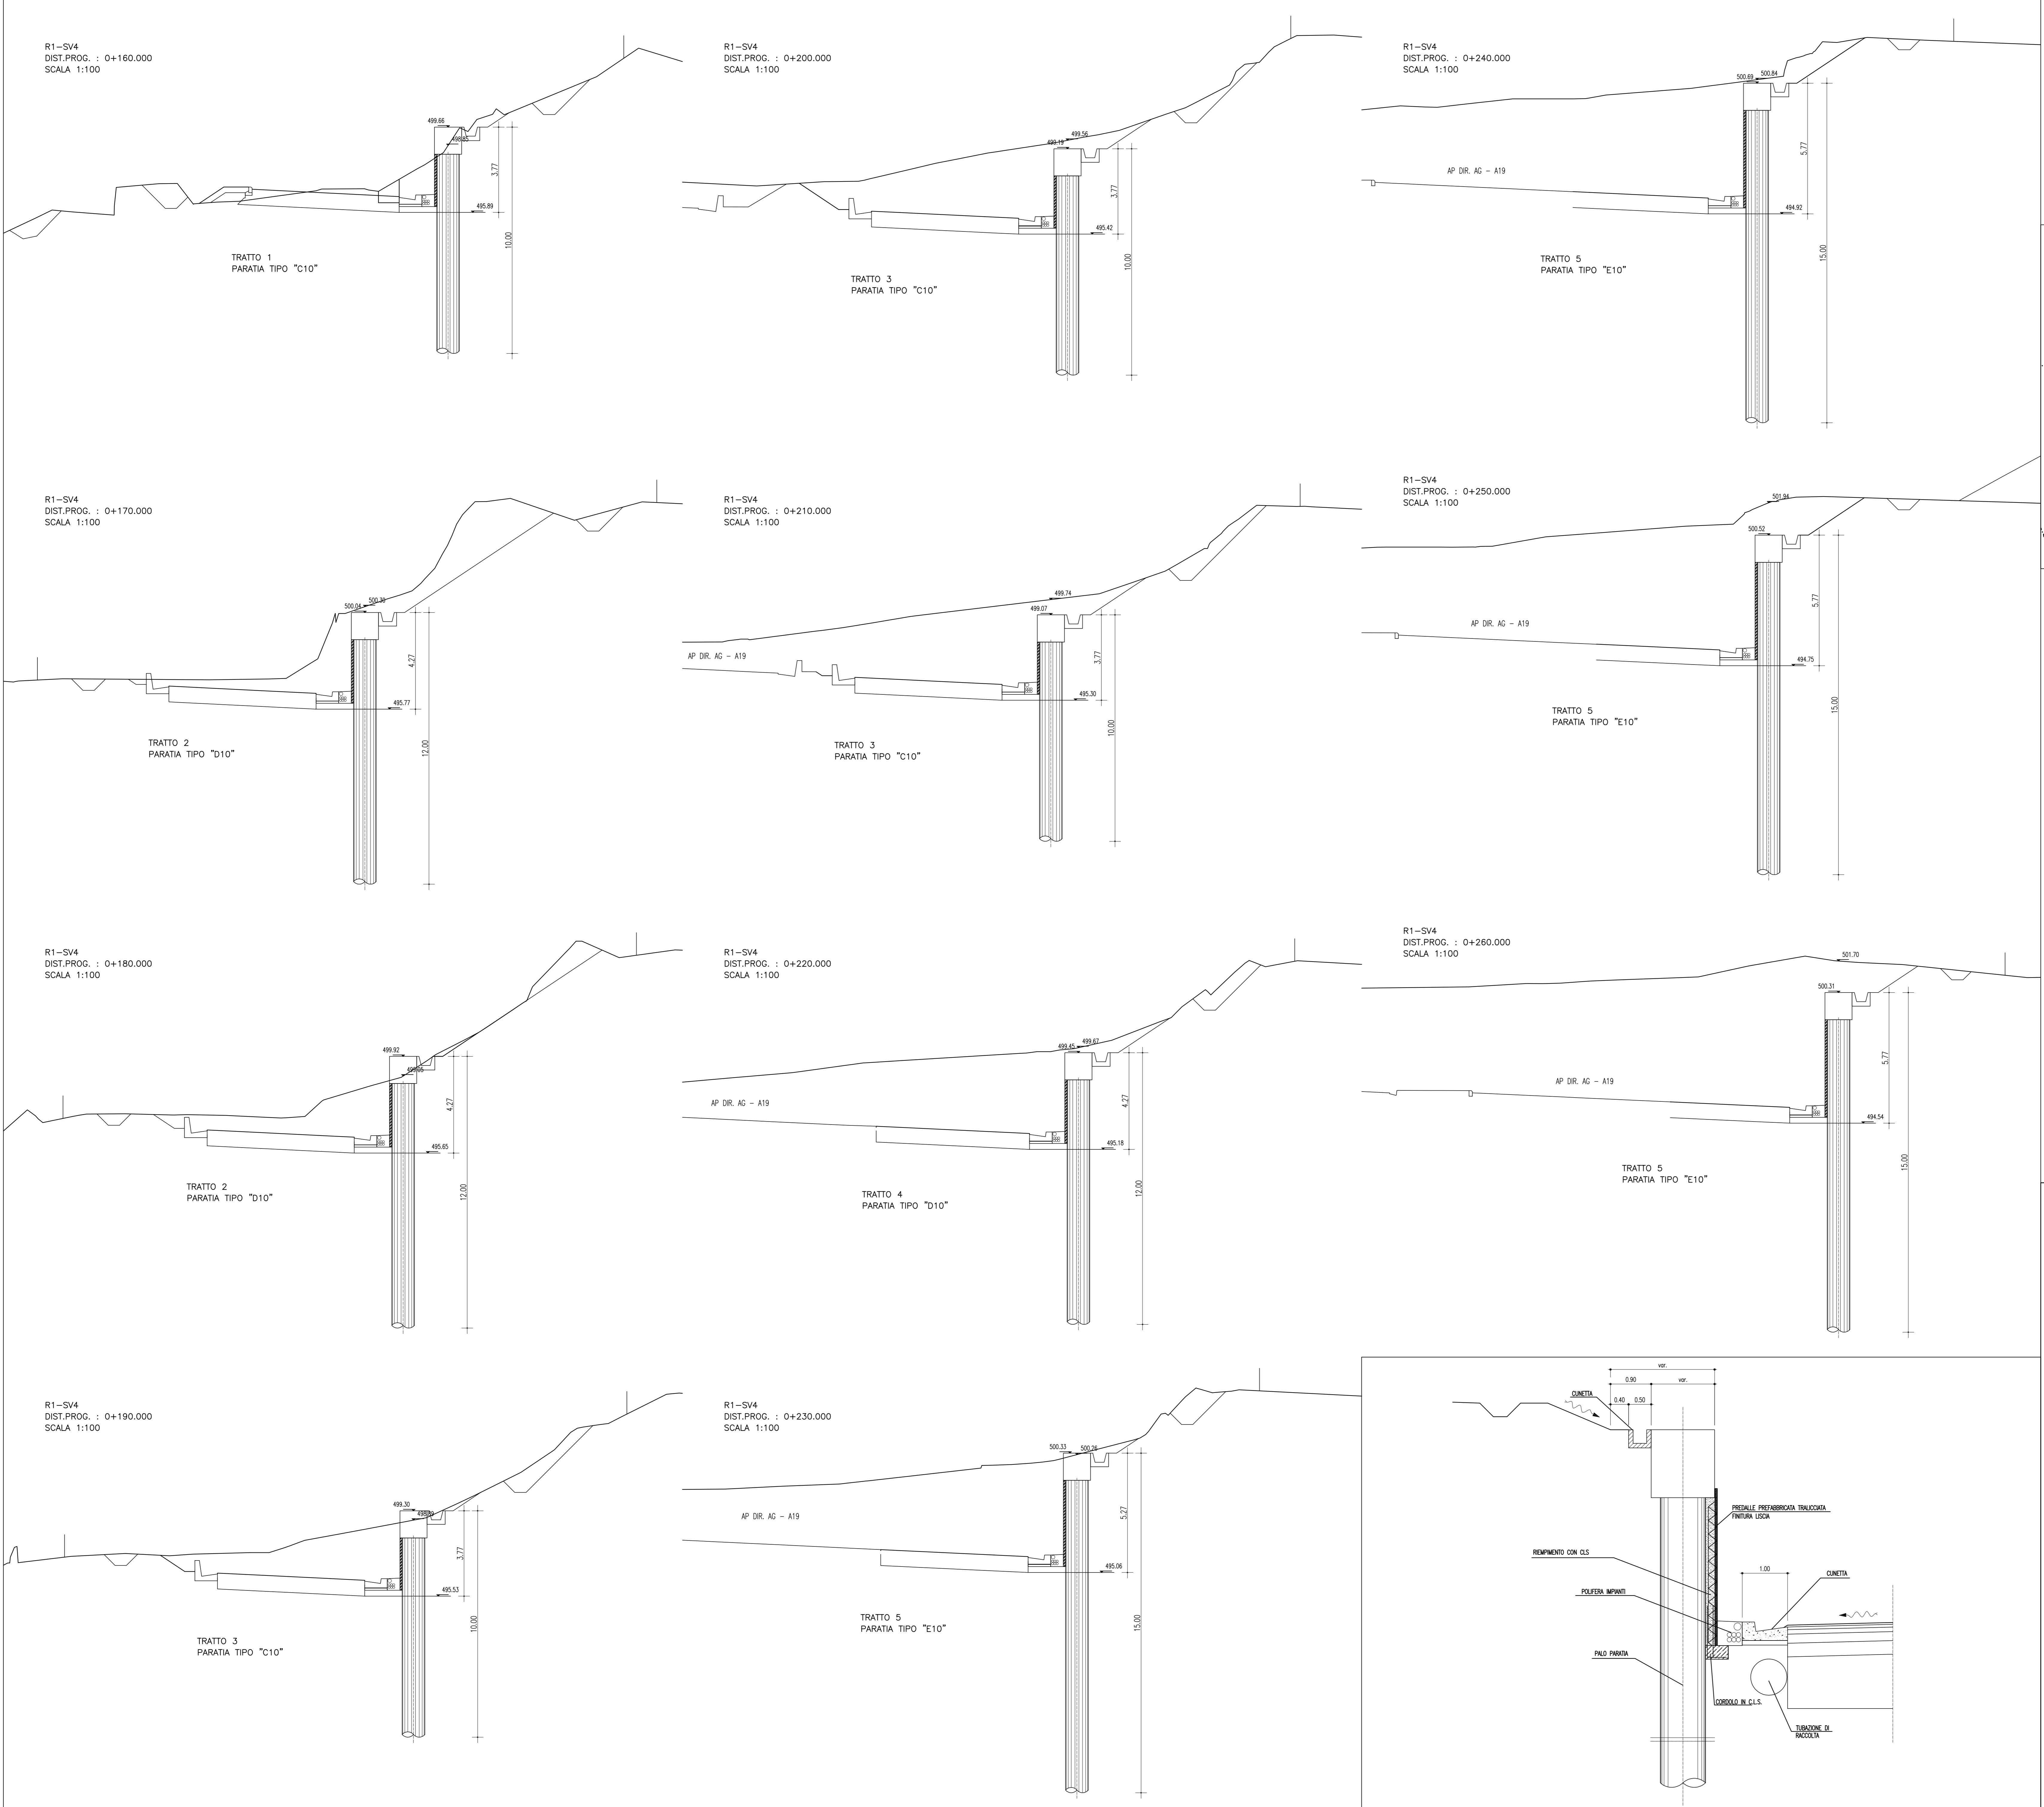 R1-SV4
DIST.PROG. : 0+160.000
SCALA 1:100
499.66
498.85
3.77
495.89
10.00
TRATTO 1
PARATIA TIPO "C10"
R1-SV4
DIST.PROG. : 0+200.000
SCALA 1:100
499.56
499.19
3.77
495.42
10.00
TRATTO 3
PARATIA TIPO "C10"
R1-SV4
DIST.PROG. : 0+240.000
SCALA 1:100
500.69
500.84
5.77
AP DIR. AG - A19
494.92
15.00
TRATTO 5
PARATIA TIPO "E10"
R1-SV4
DIST.PROG. : 0+170.000
SCALA 1:100
500.04
500.30
4.27
495.77
12.00
TRATTO 2
PARATIA TIPO "D10"
R1-SV4
DIST.PROG. : 0+210.000
SCALA 1:100
499.74
499.07
AP DIR. AG - A19
3.77
495.30
10.00
TRATTO 3
PARATIA TIPO "C10"
R1-SV4
DIST.PROG. : 0+250.000
SCALA 1:100
501.94
500.52
5.77
AP DIR. AG - A19
494.75
15.00
TRATTO 5
PARATIA TIPO "E10"
R1-SV4
DIST.PROG. : 0+180.000
SCALA 1:100
499.92
4.27
495.65
12.00
TRATTO 2
PARATIA TIPO "D10"
R1-SV4
DIST.PROG. : 0+220.000
SCALA 1:100
499.45
499.67
AP DIR. AG - A19
4.27
495.18
12.00
TRATTO 4
PARATIA TIPO "D10"
R1-SV4
DIST.PROG. : 0+260.000
SCALA 1:100
501.70
500.31
5.77
AP DIR. AG - A19
494.54
15.00
TRATTO 5
PARATIA TIPO "E10"
R1-SV4
DIST.PROG. : 0+190.000
SCALA 1:100
499.30
3.77
495.53
10.00
TRATTO 3
PARATIA TIPO "C10"
R1-SV4
DIST.PROG. : 0+230.000
SCALA 1:100
500.33
500.26
5.27
AP DIR. AG - A19
495.06
15.00
TRATTO 5
PARATIA TIPO "E10"
var.
0.90
var.
CUNETTA
0.40
0.50
PREDALLE PREFABBRICATA TRALICCIATA
FINITURA LISCIA
RIEMPIMENTO CON CLS
1.00
CUNETTA
POLIFERA IMPIANTI
PALO PARATIA
CORDOLO IN C.L.S.
TUBAZIONE DI
RACCOLTA